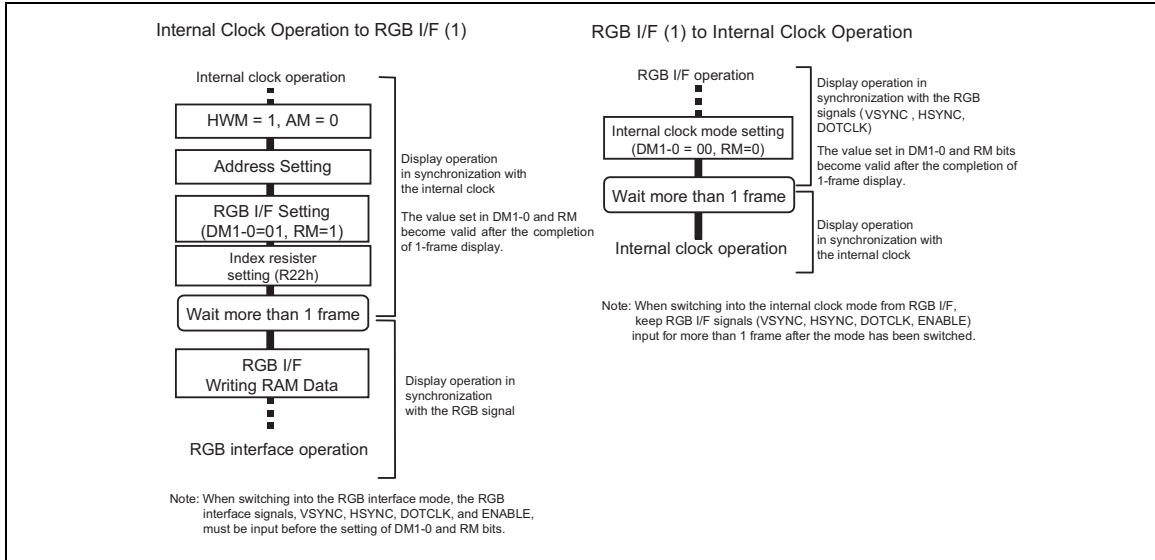 Internal Clock Operation to RGB I/F (1)
Internal clock operation
HWM = 1, AM = 0
Address Setting
RGB I/F Setting
(DM1-0=01, RM=1)
Index resister
setting (R22h)
Wait more than 1 frame
RGB I/F
Writing RAM Data
RGB interface operation
Display operation
in synchronization with
the internal clock
The value set in DM1-0 and RM
become valid after the completion
of 1-frame display.
Display operation in
synchronization
with the RGB signal
Note: When switching into the RGB interface mode, the RGB
interface signals, VSYNC, HSYNC, DOTCLK, and ENABLE,
must be input before the setting of DM1-0 and RM bits.
RGB I/F (1) to Internal Clock Operation
RGB I/F operation
Internal clock mode setting
(DM1-0 = 00, RM=0)
Wait more than 1 frame
Internal clock operation
Display operation in
synchronization with the RGB
signals ( VSYNC , HSYNC,
DOTCLK)
The value set in DM1-0 and RM bits
become valid after the completion of
1-frame display.
Display operation
in synchronization with
the internal clock
Note: When switching into the internal clock mode from RGB I/F,
keep RGB I/F signals (VSYNC, HSYNC, DOTCLK, ENABLE)
input for more than 1 frame after the mode has been switched.